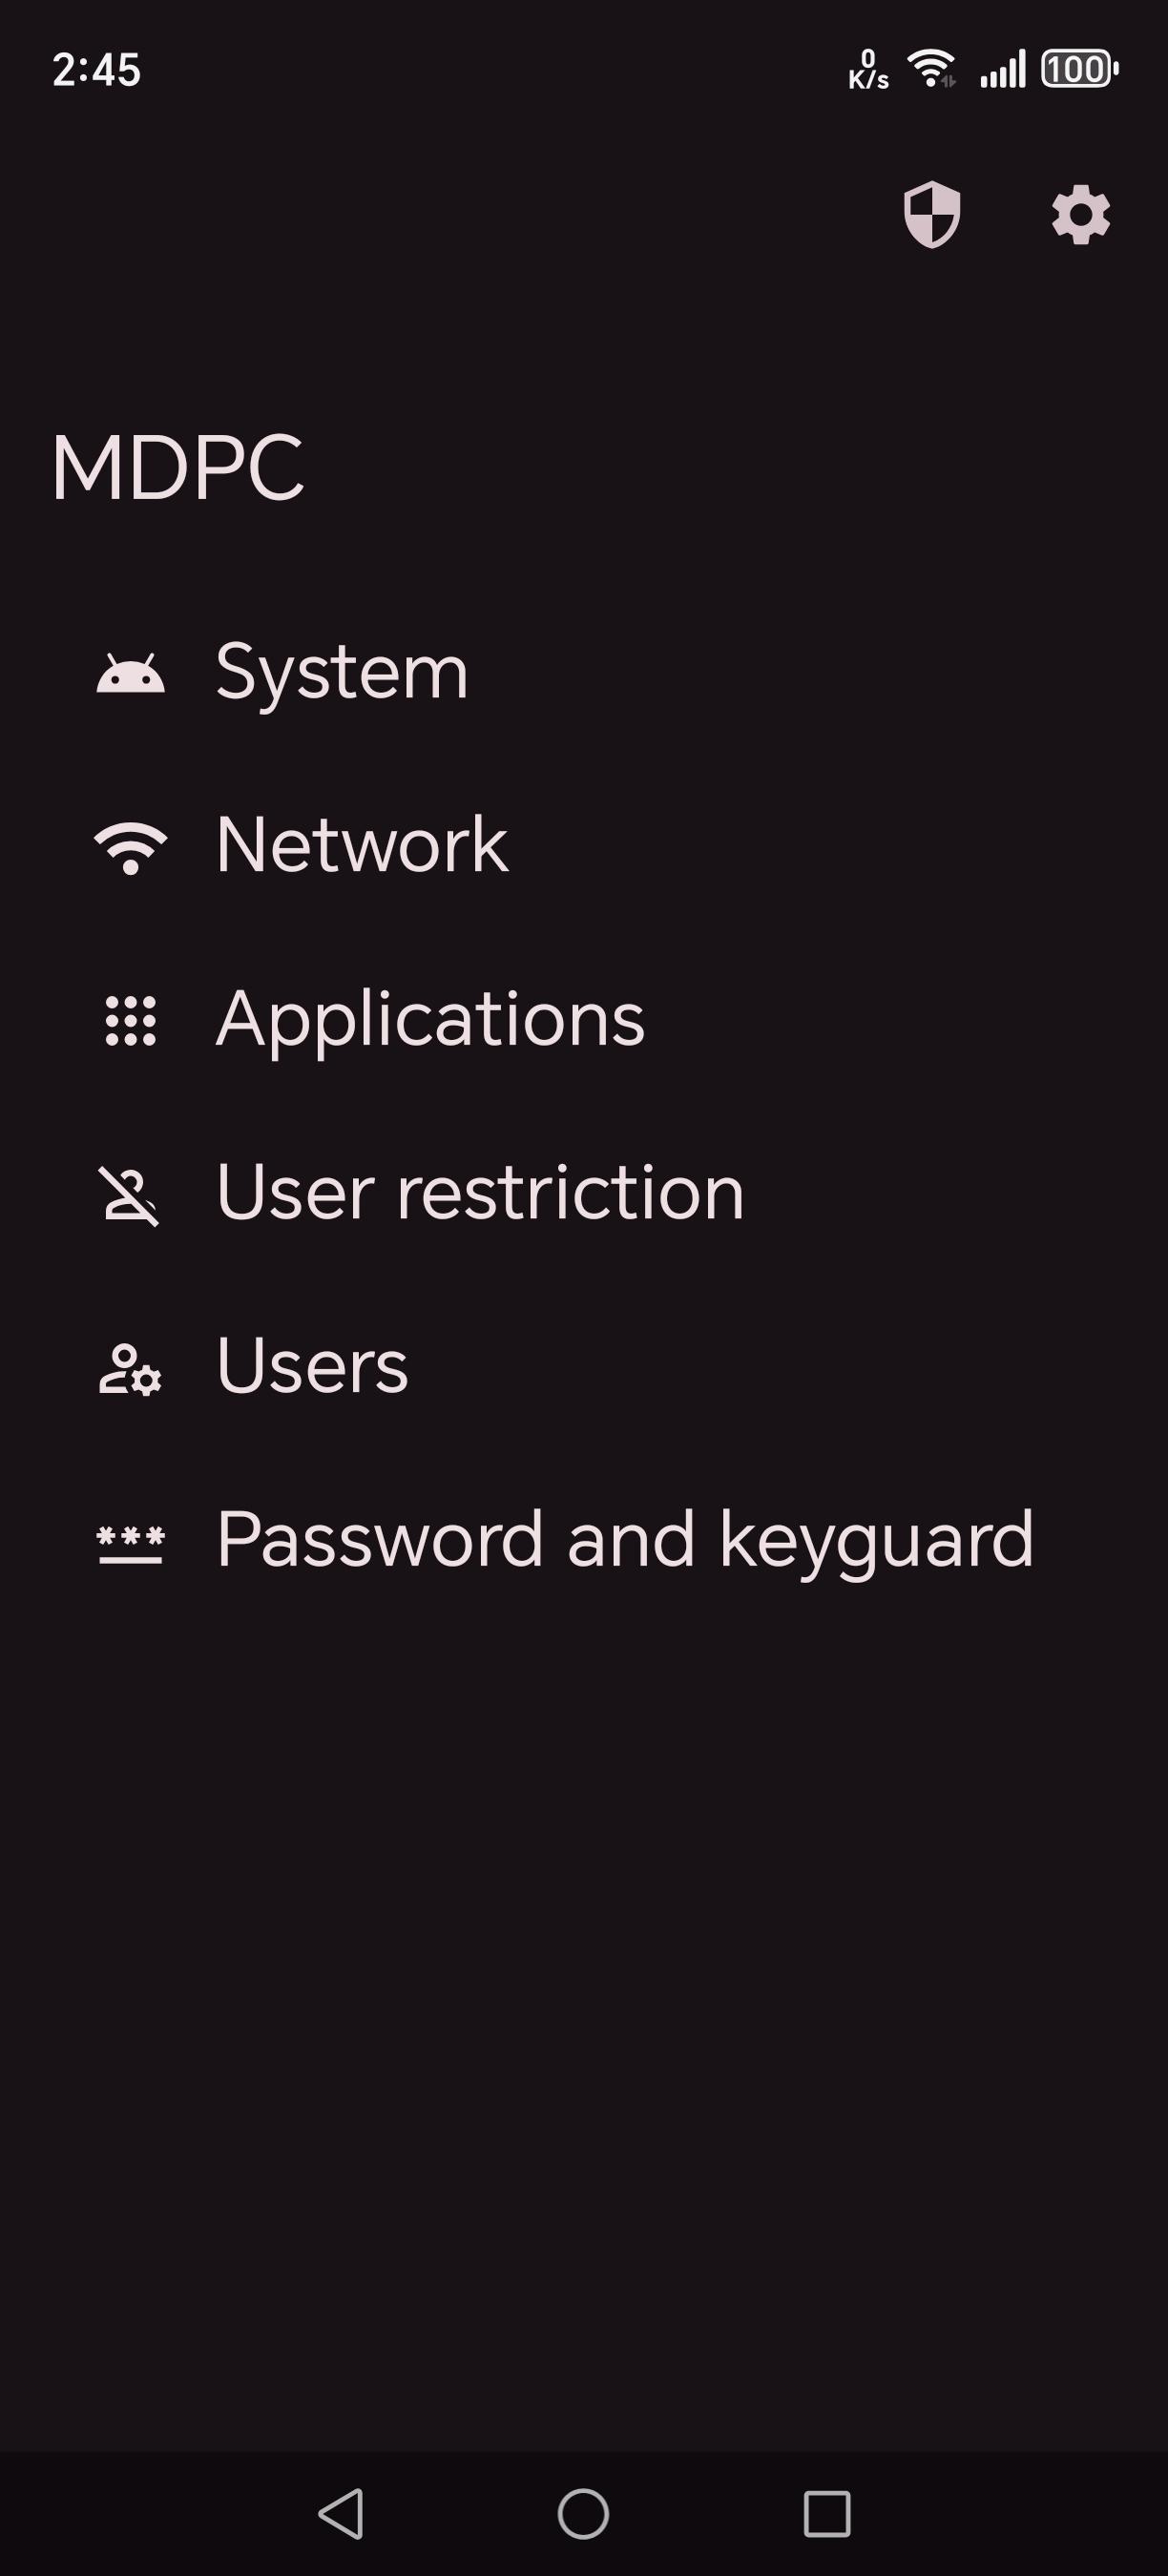 2:45
0
K/s
100
MDPC
System
Network
Applications
User restriction
Users
Password and keyguard